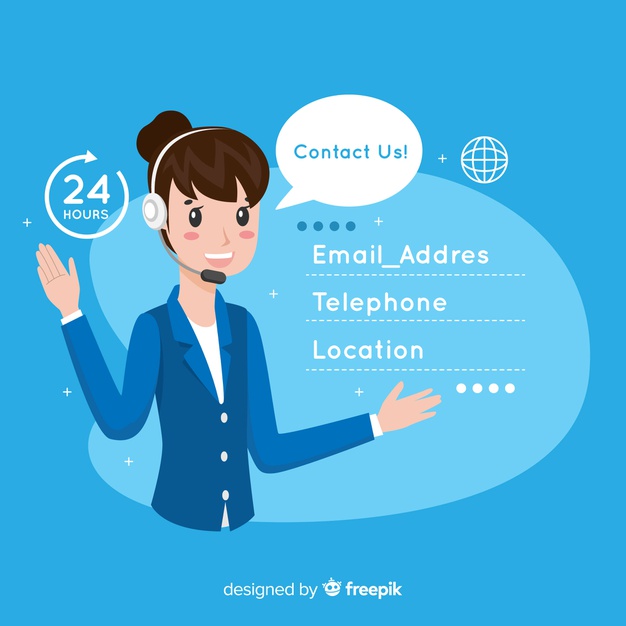 Contact Us!
24
HOURS
Email_Addres
Telephone
Location
designed by freepik